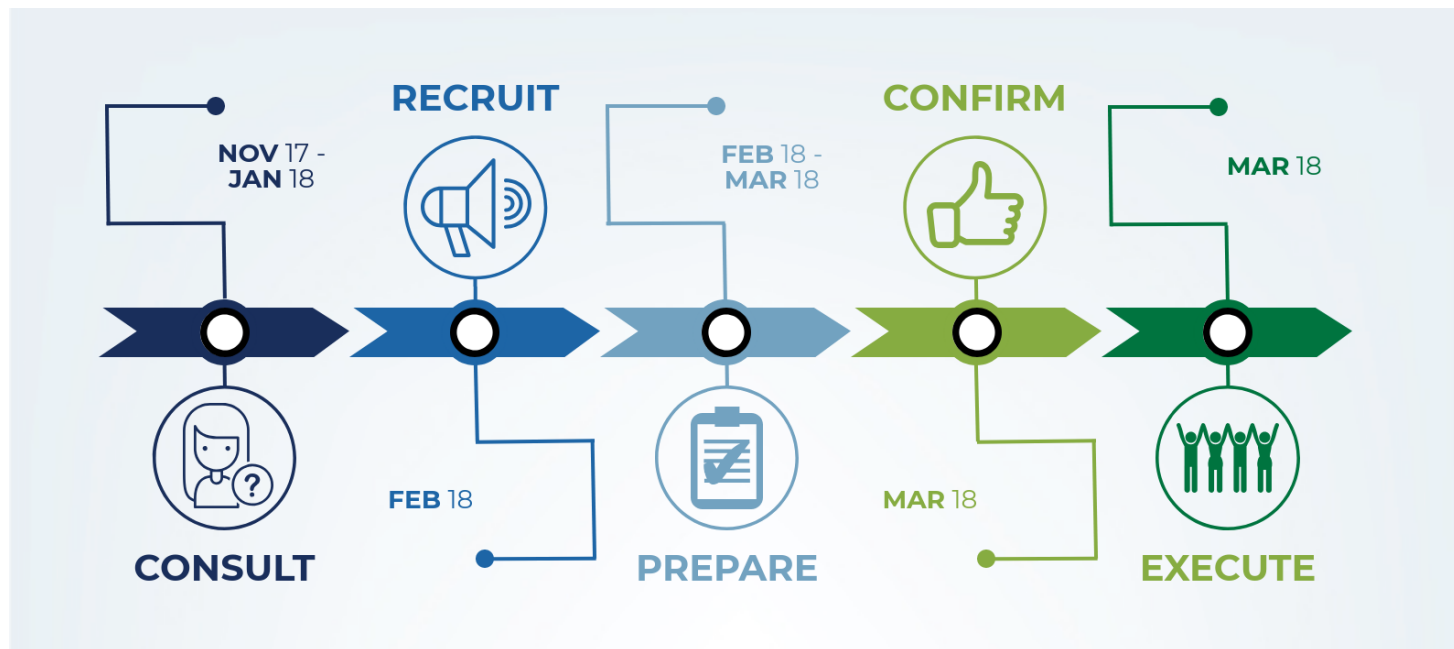 NOV 17 -
JAN 18
CONSULT
RECRUIT
FEB 18
FEB 18 -
MAR 18
PREPARE
CONFIRM
MAR 18
MAR 18
?
EXECUTE